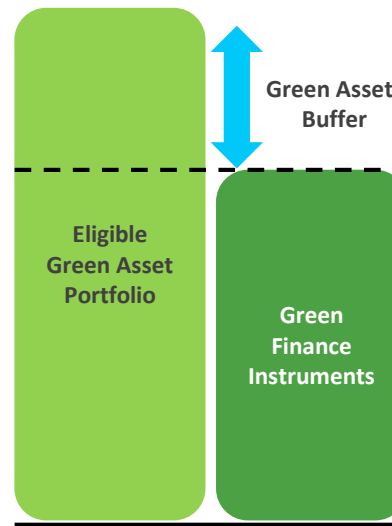 Green Asset
Buffer
Eligible
Green Asset
Portfolio
Green
Finance
Instruments